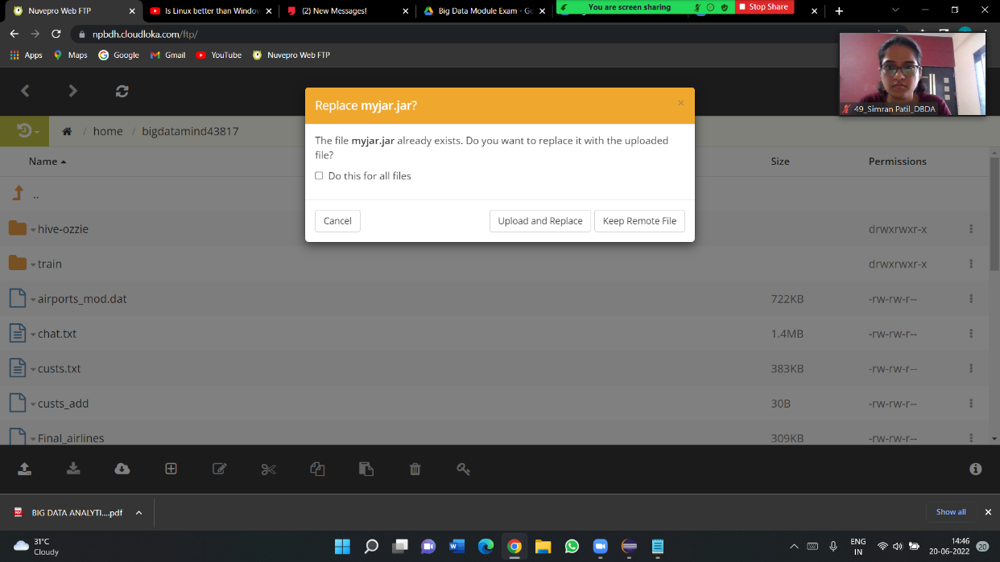 Nuvepro Web FTP
Is Linux better than Window
(2) New Messages!
Big Data Module Exam - Go
You are screen sharing
Stop Share
npbdh.cloudloka.com/ftp/
Apps
Maps
Google
Gmail
YouTube
Nuvepro Web FTP
49_Simran Patil_DBDA
Replace myjar.jar?
The file myjar.jar already exists. Do you want to replace it with the uploaded
file?
Do this for all files
Cancel
Upload and Replace
Keep Remote File
/ home / bigdatamind43817
Name
Size
Permissions
..
hive-ozzie
drwxrwxr-x
train
drwxrwxr-x
airports_mod.dat
722KB
-rw-rw-r--
chat.txt
1.4MB
-rw-rw-r--
custs.txt
383KB
-rw-rw-r--
custs_add
30B
-rw-rw-r--
Final_airlines
309KB
-rw-rw-r--
BIG DATA ANALYTI....pdf
Show all
31°C
Cloudy
ENG
IN
14:46
20-06-2022
20